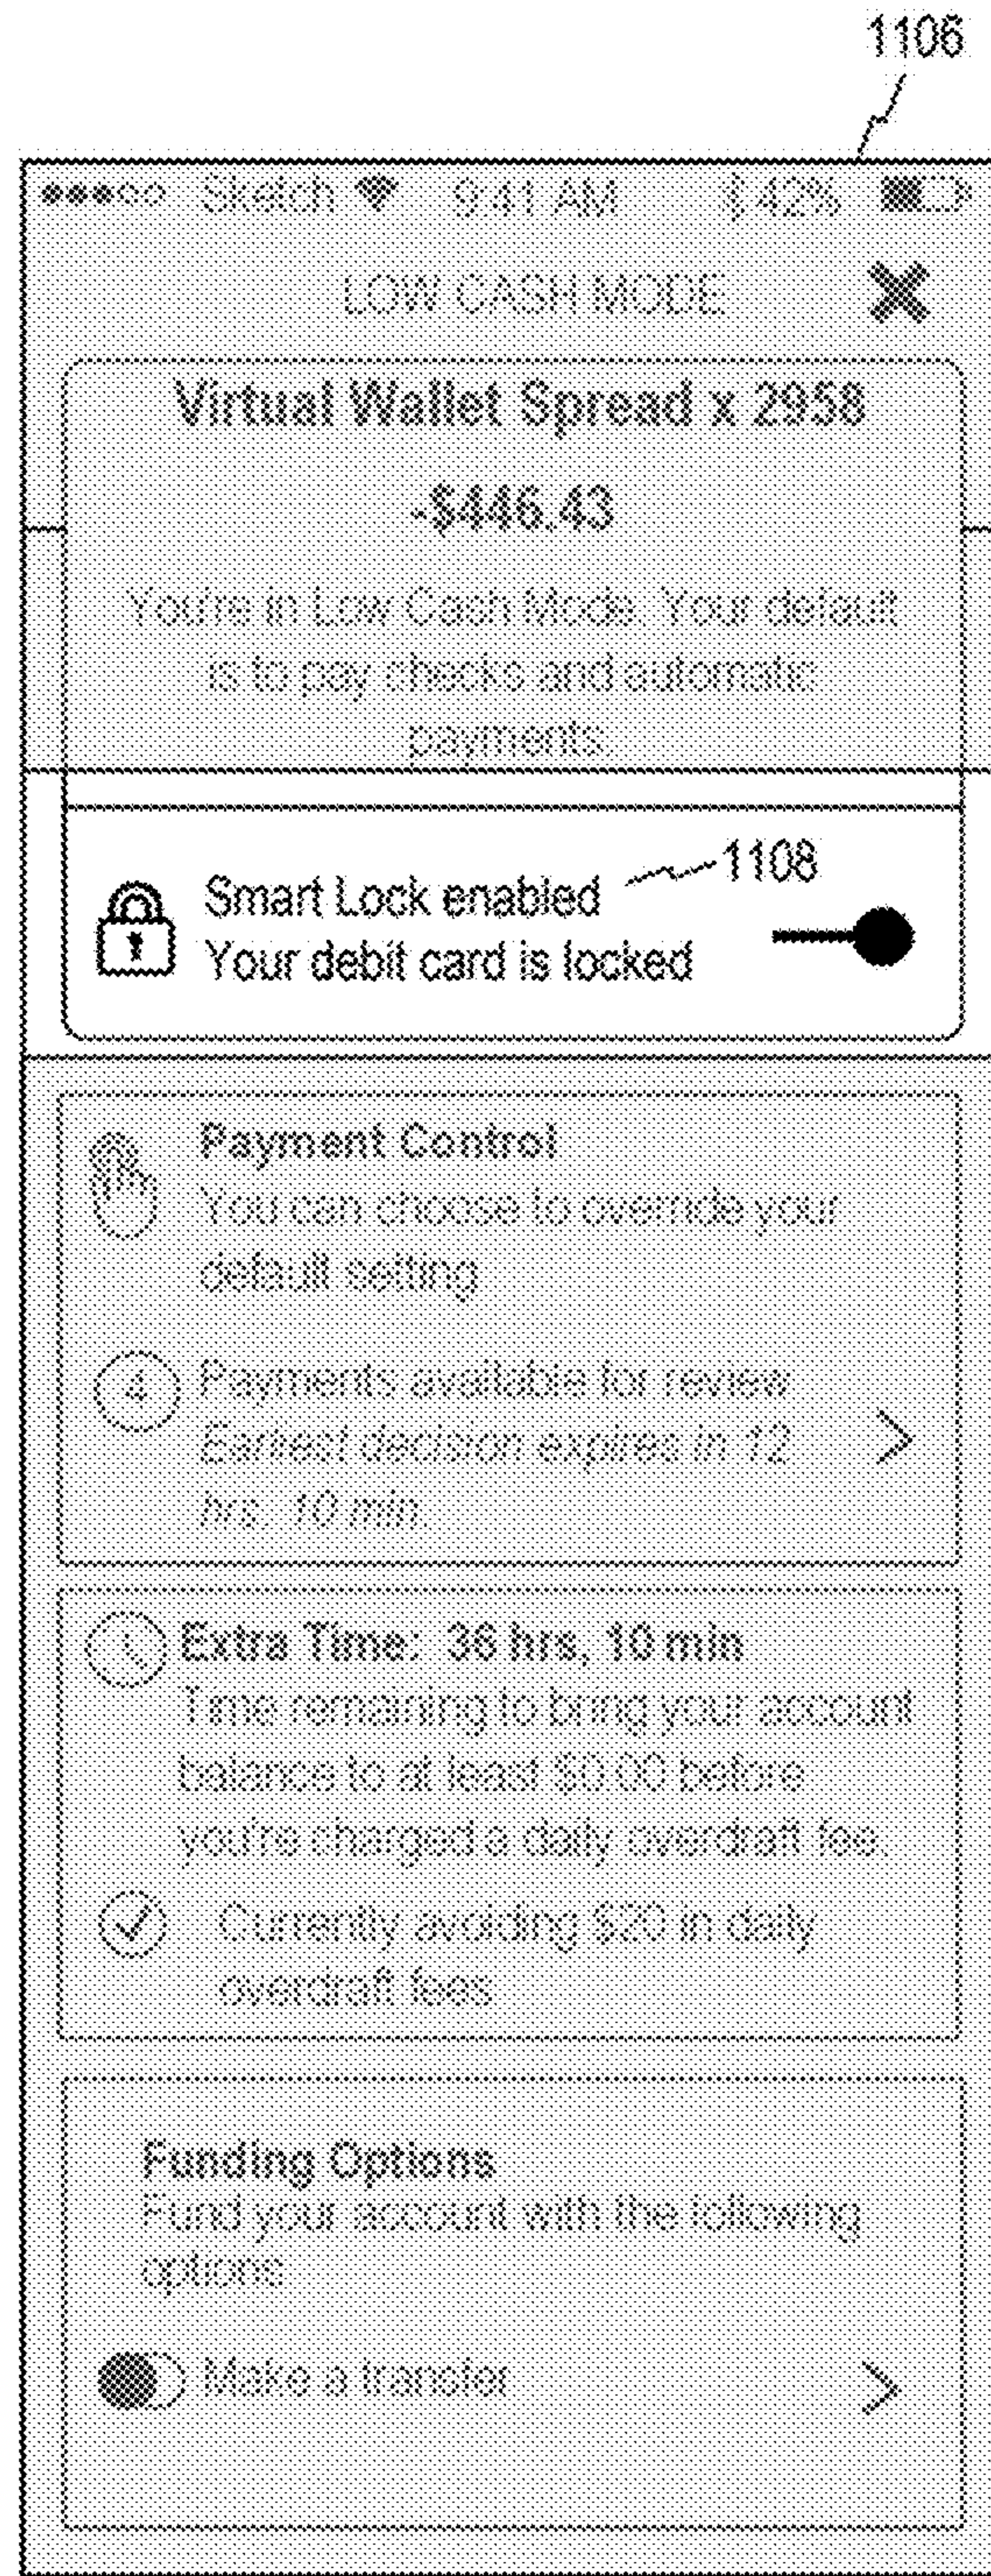 1106
Sketch 9:41 AM 42%
LOW CASH MODE
Virtual Wallet Spread x 2958
-$446.43
You're in Low Cash Mode. Your default
is to pay checks and automatic
payments.
1108
Smart Lock enabled
Your debit card is locked
Payment Control
You can choose to override your
default setting
4 Payments available for review
Earliest decision expires in 12
hrs, 10 min.
Extra Time: 36 hrs, 10 min
Time remaining to bring your account
balance to at least $0.00 before
you're charged a daily overdraft fee.
Currently avoiding $20 in daily
overdraft fees
Funding Options
Fund your account with the following
options
Make a transfer